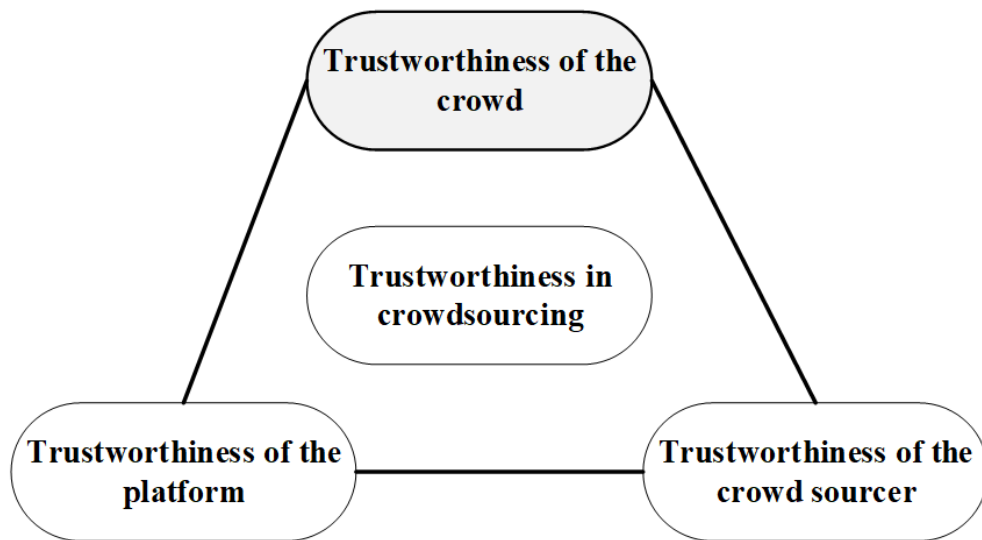 Trustworthiness of the
crowd
Trustworthiness in
crowdsourcing
Trustworthiness of the
platform
Trustworthiness of the
crowd sourcer